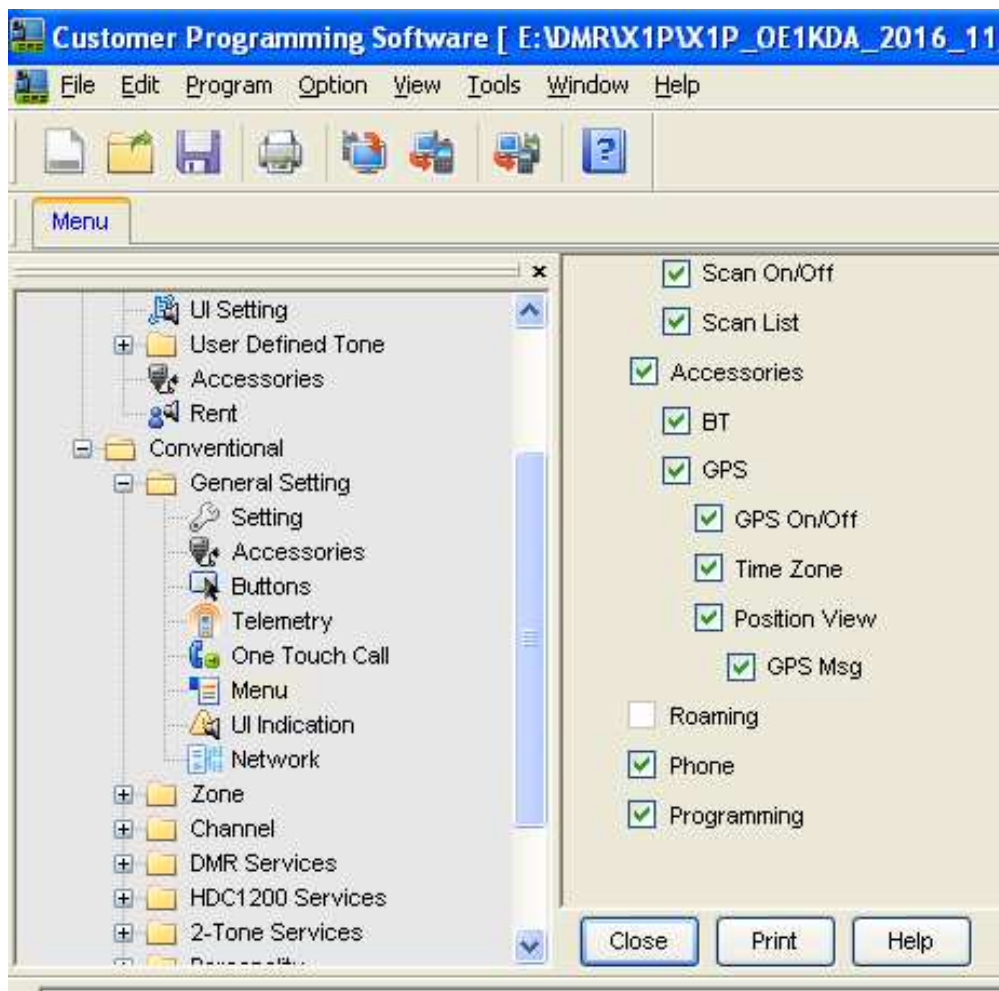 Customer Programming Software [ E:\DMR\X1P\X1P_OE1KDA_2016_11
File Edit Program Option View Tools Window Help
Menu
UI Setting
User Defined Tone
Accessories
Rent
Conventional
General Setting
Setting
Accessories
Buttons
Telemetry
One Touch Call
Menu
UI Indication
Network
Zone
Channel
DMR Services
HDC1200 Services
2-Tone Services
Scan On/Off
Scan List
Accessories
BT
GPS
GPS On/Off
Time Zone
Position View
GPS Msg
Roaming
Phone
Programming
Close Print Help